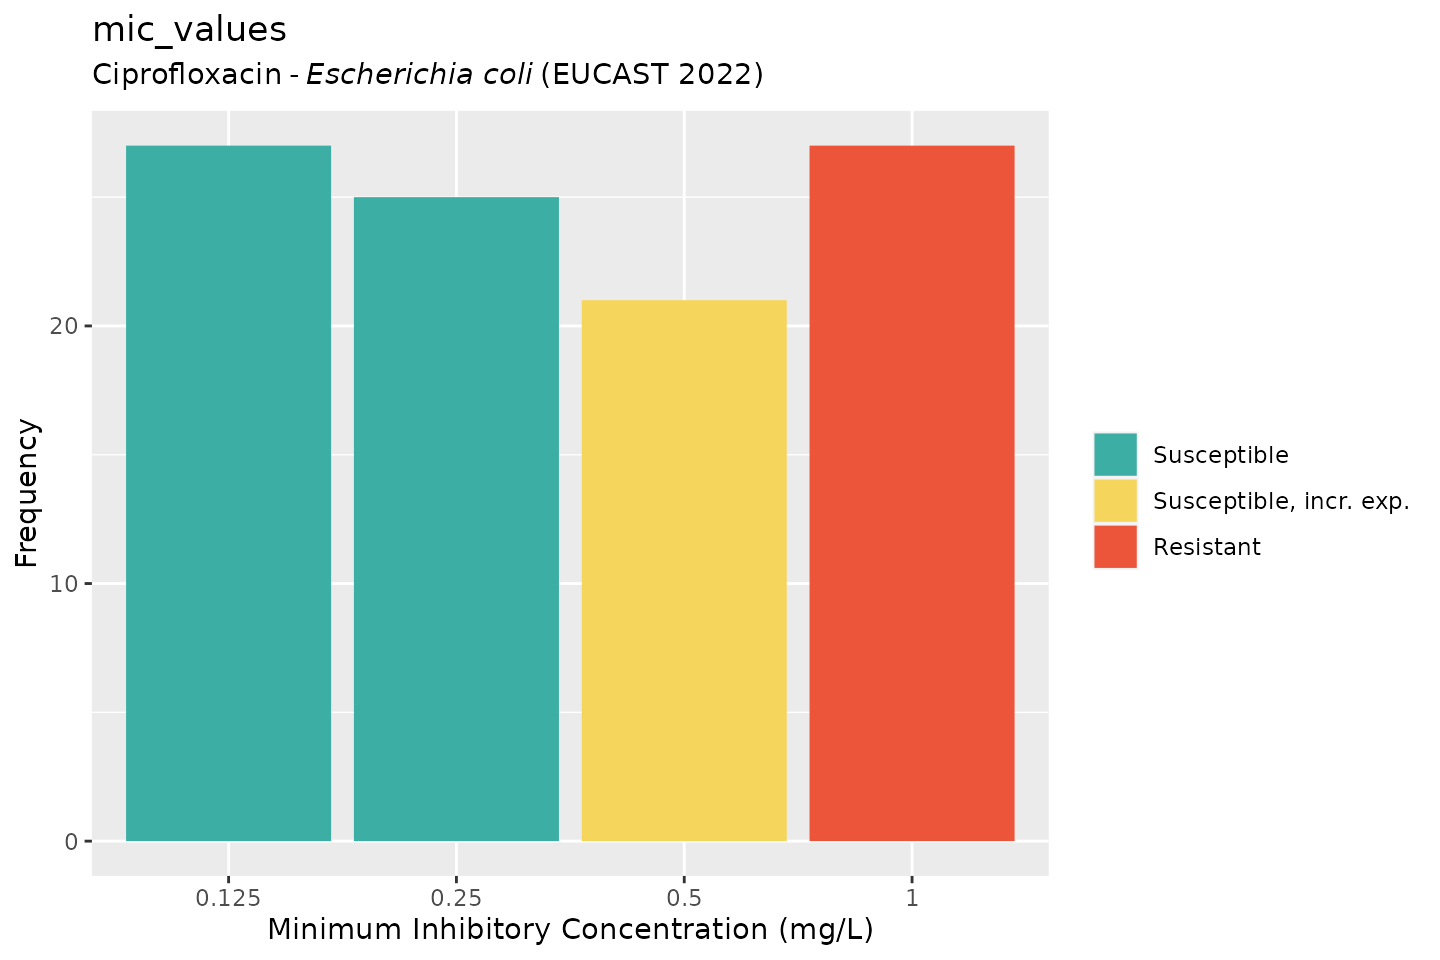 mic_values
Ciprofloxacin - Escherichia coli (EUCAST 2022)
Frequency
20
10
0
0.125
0.25
0.5
1
Minimum Inhibitory Concentration (mg/L)
Susceptible
Susceptible, incr. exp.
Resistant